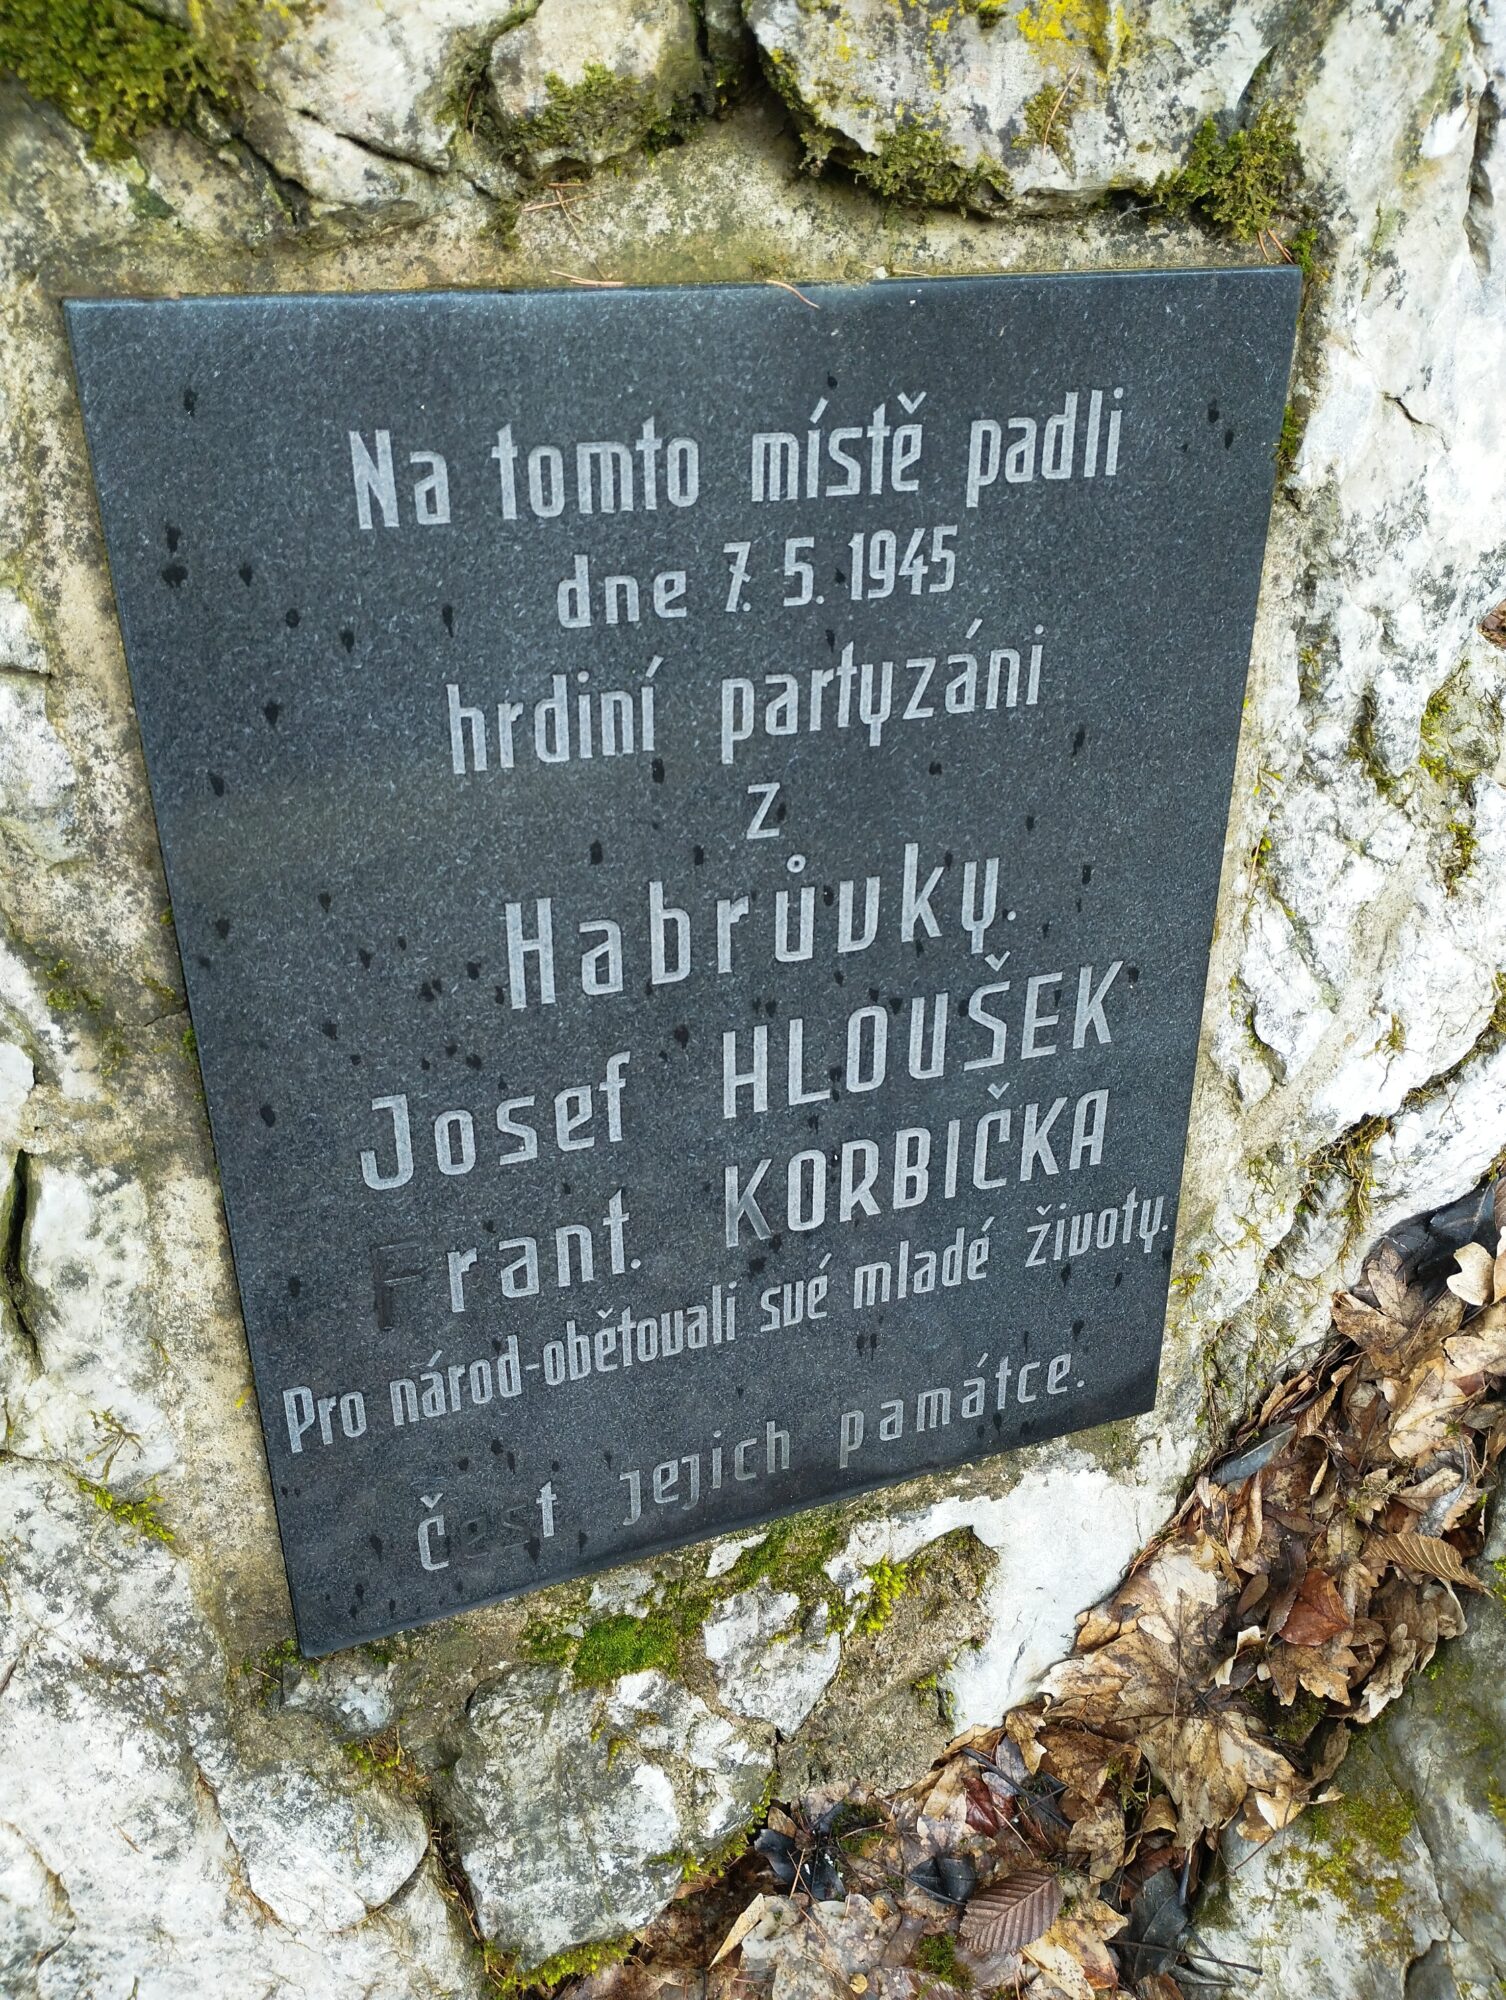 Na tomto místě padli
dne 7. 5. 1945
hrdiní partyzáni
z
Habrůvky.
Josef HLOUŠEK
Frant. KORBIČKA
Pro národ-obětovali své mladé životy.
Čest jejich památce.